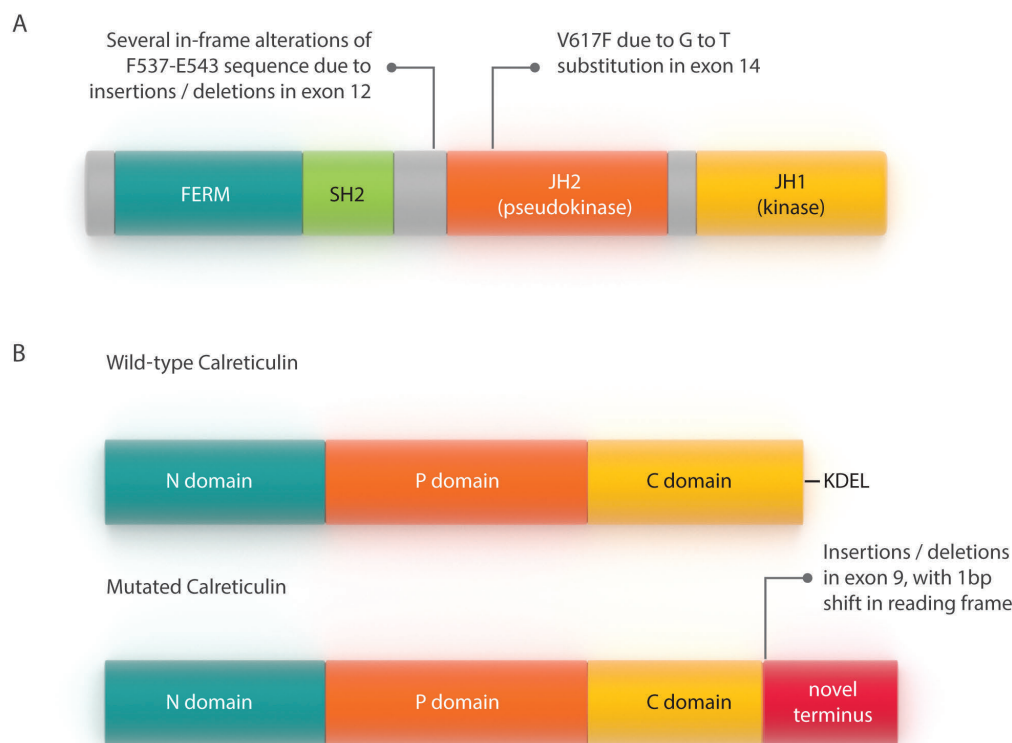 A
Several in-frame alterations of
F537-E543 sequence due to
insertions / deletions in exon 12
V617F due to G to T
substitution in exon 14
FERM
SH2
JH2
(pseudokinase)
JH1
(kinase)
B
Wild-type Calreticulin
N domain
P domain
C domain
KDEL
Insertions / deletions
in exon 9, with 1bp
shift in reading frame
Mutated Calreticulin
N domain
P domain
C domain
novel
terminus